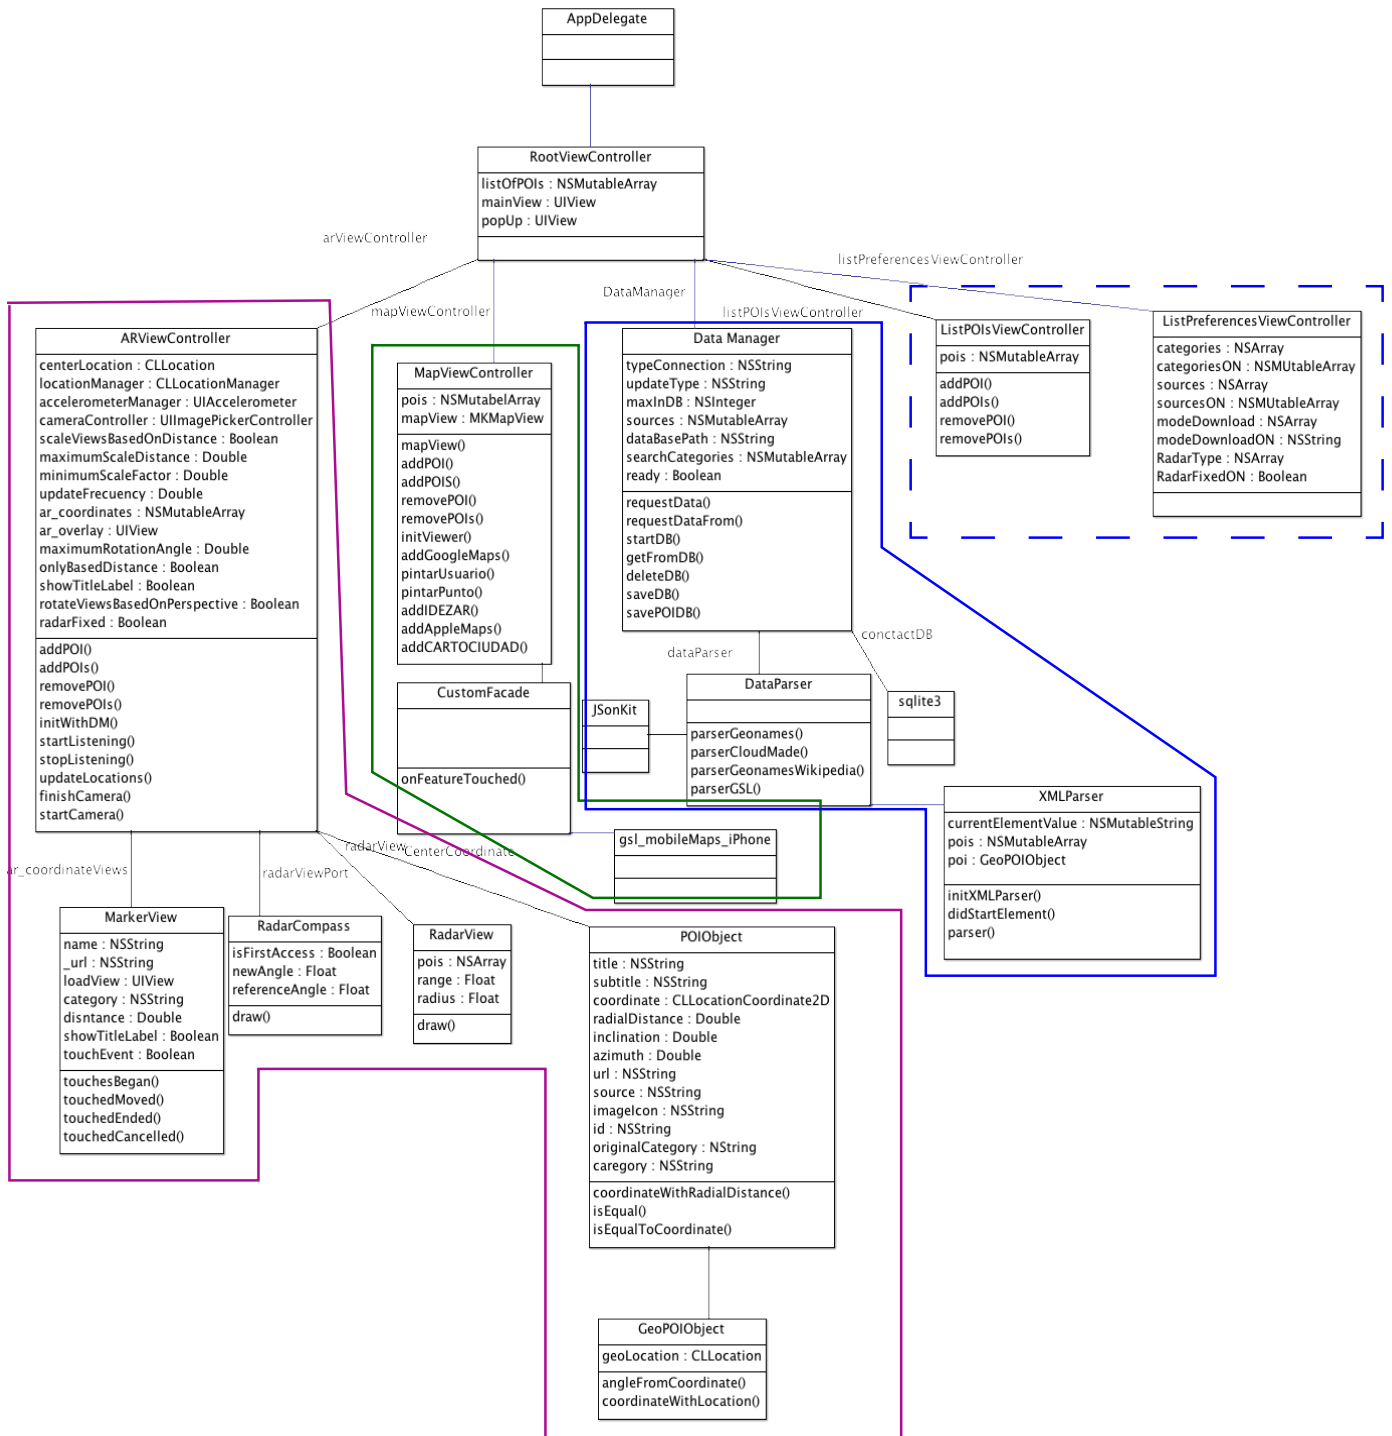 AppDelegate
RootViewController
listOfPOIs : NSMutableArray
mainView : UIView
popUp : UIView
arViewController
mapViewController
DataManager
listPOIsViewController
listPreferencesViewController
ARViewController
centerLocation : CLLocation
locationManager : CLLocationManager
accelerometerManager : UIAccelerometer
cameraController : UIImagePickerController
scaleViewsBasedOnDistance : Boolean
maximumScaleDistance : Double
minimumScaleFactor : Double
updateFrecuency : Double
ar_coordinates : NSMutableArray
ar_overlay : UIView
maximumRotationAngle : Double
onlyBasedDistance : Boolean
showTitleLabel : Boolean
rotateViewsBasedOnPerspective : Boolean
radarFixed : Boolean
addPOI()
addPOIs()
removePOI()
removePOIs()
initWithDM()
startListening()
stopListening()
updateLocations()
finishCamera()
startCamera()
MapViewController
pois : NSMutabelArray
mapView : MKMapView
mapView()
addPOI()
addPOIS()
removePOI()
removePOIs()
initViewer()
addGoogleMaps()
pintarUsuario()
pintarPunto()
addIDEZAR()
addAppleMaps()
addCARTOCIUDAD()
CustomFacade
onFeatureTouched()
Data Manager
typeConnection : NSString
updateType : NSString
maxInDB : NSInteger
sources : NSMutableArray
dataBasePath : NSString
searchCategories : NSMutableArray
ready : Boolean
requestData()
requestDataFrom()
startDB()
getFromDB()
deleteDB()
saveDB()
savePOIDB()
ListPOIsViewController
pois : NSMutableArray
addPOI()
addPOIs()
removePOI()
removePOIs()
ListPreferencesViewController
categories : NSArray
categoriesON : NSMUtableArray
sources : NSArray
sourcesON : NSMUtableArray
modeDownload : NSArray
modeDownloadON : NSString
RadarType : NSArray
RadarFixedON : Boolean
dataParser
conctactDB
JSonKit
DataParser
parserGeonames()
parserCloudMade()
parserGeonamesWikipedia()
parserGSL()
sqlite3
XMLParser
currentElementValue : NSMutableString
pois : NSMutableArray
poi : GeoPOIObject
initXMLParser()
didStartElement()
parser()
gsl_mobileMaps_iPhone
ar_coordinateViews
radarViewPort
radarView
CenterCoordinate
MarkerView
name : NSString
_url : NSString
loadView : UIView
category : NSString
disntance : Double
showTitleLabel : Boolean
touchEvent : Boolean
touchesBegan()
touchedMoved()
touchedEnded()
touchedCancelled()
RadarCompass
isFirstAccess : Boolean
newAngle : Float
referenceAngle : Float
draw()
RadarView
pois : NSArray
range : Float
radius : Float
draw()
POIObject
title : NSString
subtitle : NSString
coordinate : CLLocationCoordinate2D
radialDistance : Double
inclination : Double
azimuth : Double
url : NSString
source : NSString
imageIcon : NSString
id : NSString
originalCategory : NString
caregory : NSString
coordinateWithRadialDistance()
isEqual()
isEqualToCoordinate()
GeoPOIObject
geoLocation : CLLocation
angleFromCoordinate()
coordinateWithLocation()